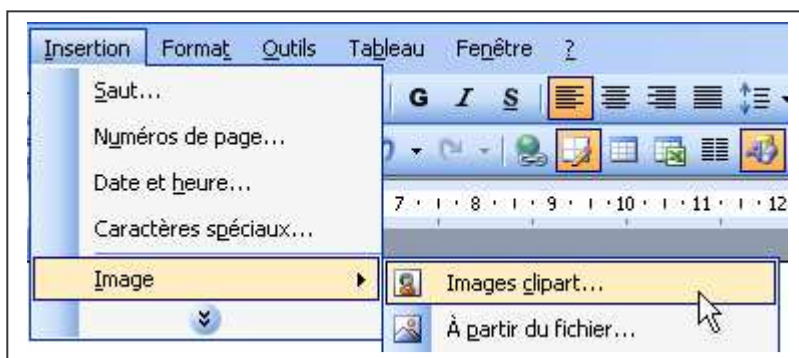 Insertion Format Outils Tableau Fenêtre ?
Saut...
G I S
Numéros de page...
Date et heure...
7 8 9 10 11 12
Caractères spéciaux...
Image
Images clipart...
À partir du fichier...